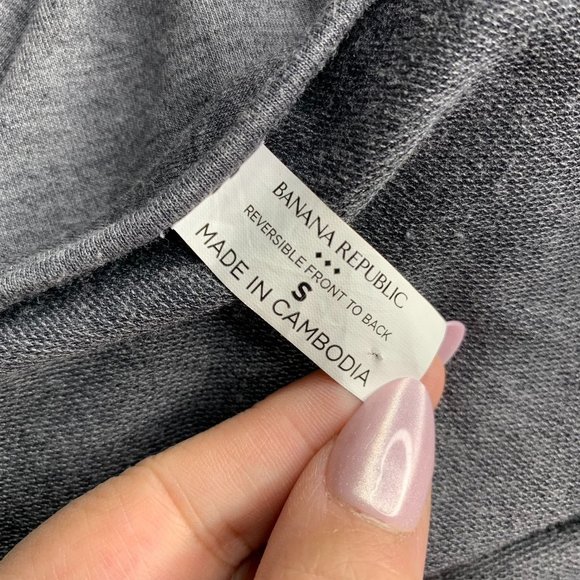 BANANA REPUBLIC
♦♦♦
REVERSIBLE FRONT TO BACK
S
MADE IN CAMBODIA